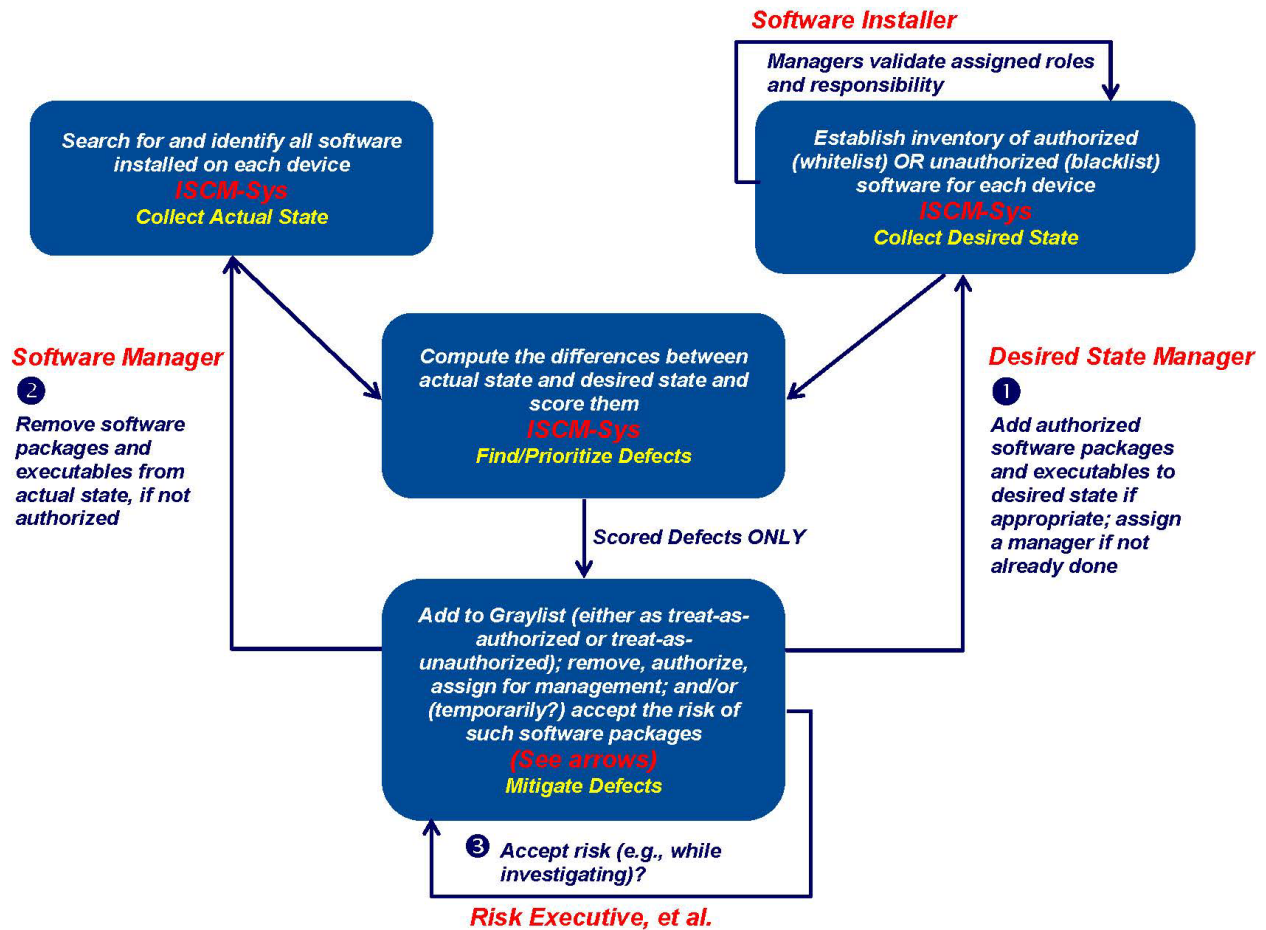 Software Installer
Managers validate assigned roles
and responsibility
Search for and identify all software
installed on each device
ISCM-Sys
Collect Actual State
Establish inventory of authorized
(whitelist) OR unauthorized (blacklist)
software for each device
ISCM-Sys
Collect Desired State
Software Manager
❷
Remove software
packages and
executables from
actual state, if not
authorized
Compute the differences between
actual state and desired state and
score them
ISCM-Sys
Find/Prioritize Defects
Desired State Manager
❶
Add authorized
software packages
and executables to
desired state if
appropriate; assign
a manager if not
already done
Scored Defects ONLY
Add to Graylist (either as treat-as-
authorized or treat-as-
unauthorized); remove, authorize,
assign for management; and/or
(temporarily?) accept the risk of
such software packages
(See arrows)
Mitigate Defects
❸ Accept risk (e.g., while
investigating)?
Risk Executive, et al.